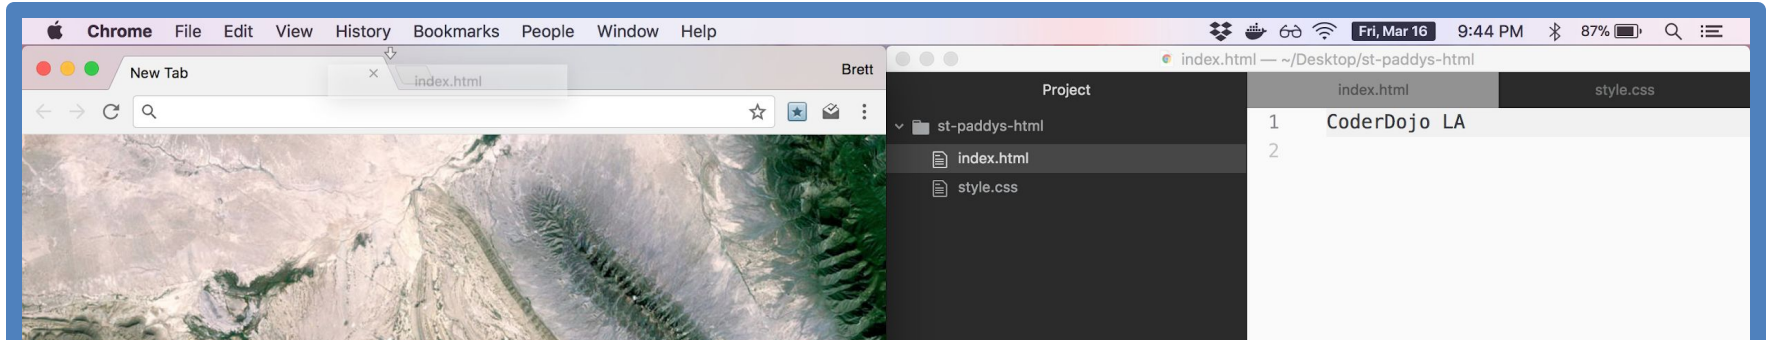 Chrome File Edit View History Bookmarks People Window Help Fri, Mar 16 9:44 PM 87%
New Tab
index.html
Brett
index.html — ~/Desktop/st-paddys-html
Project
index.html
style.css
st-paddys-html
index.html
style.css
1 CoderDojo LA
2